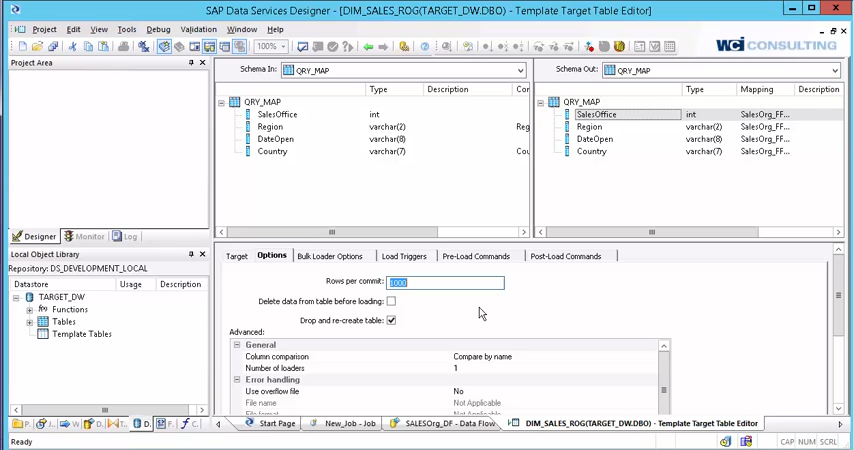 SAP Data Services Designer - [DIM_SALES_ROG(TARGET_DW.DBO) - Template Target Table Editor]
Project Edit View Tools Debug Validation Window Help
100%
WCI CONSULTING
Project Area
Schema In: QRY_MAP
Schema Out: QRY_MAP
Type Description Cor
Type Mapping
QRY_MAP
SalesOffice int
Region varchar(2) Reg
DateOpen varchar(8)
Country varchar(7) Cou
QRY_MAP
SalesOffice int SalesOrg_FF...
Region varchar(2) SalesOrg_FF...
DateOpen varchar(8) SalesOrg_FF...
Country varchar(7) SalesOrg_FF...
Designer Monitor Log
Local Object Library
Repository: DS_DEVELOPMENT_LOCAL
Datastore Usage Description
TARGET_DW
f(x) Functions
Tables
Template Tables
Target Options Bulk Loader Options Load Triggers Pre-Load Commands Post-Load Commands
Rows per commit: 1000
Delete data from table before loading:
Drop and re-create table:
Advanced:
General
Column comparison Compare by name
Number of loaders 1
Error handling
Use overflow file No
File name Not Applicable
File format Not Applicable
P. J... W D T... D. F. C.
Start Page New_Job - Job SALESOrg_DF - Data Flow DIM_SALES_ROG(TARGET_DW.DBO) - Template Target Table Editor
Ready
CAP NUM SCRL